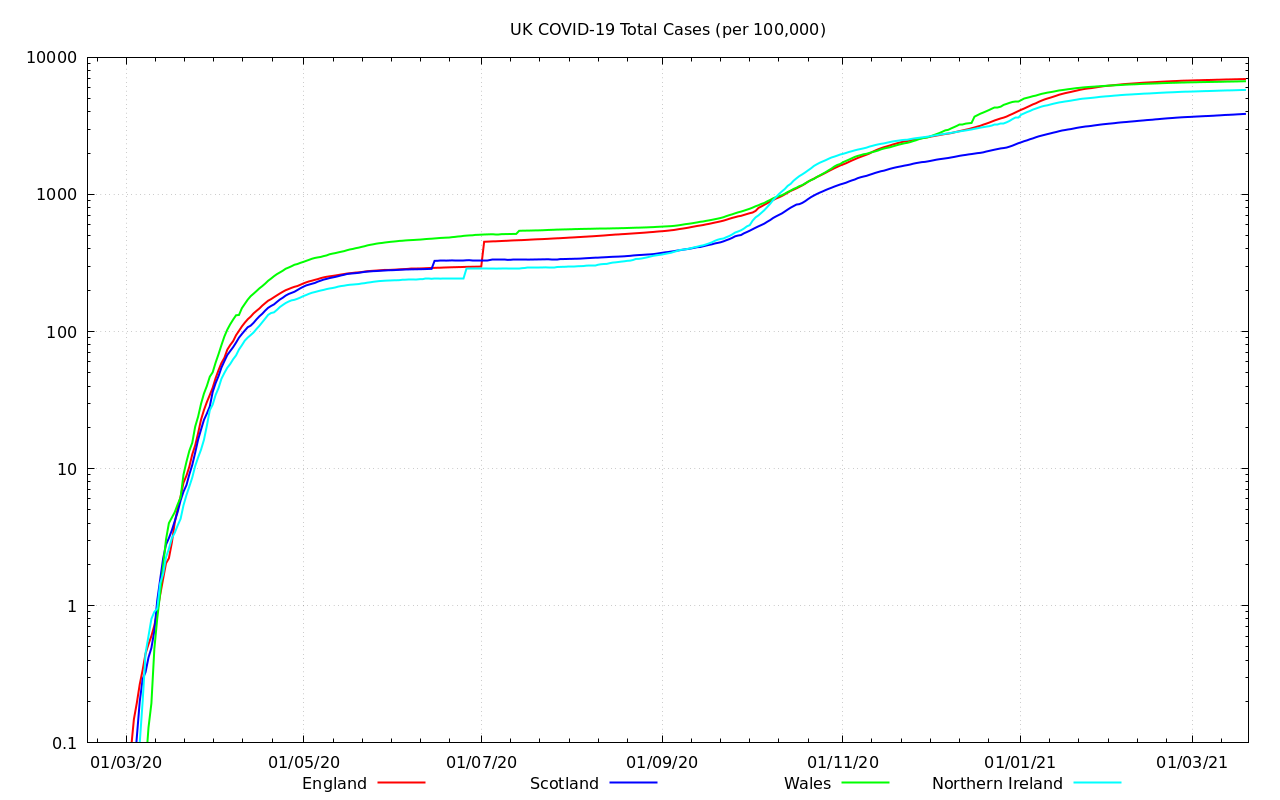 UK COVID-19 Total Cases (per 100,000)
10000
1000
100
10
1
0.1
01/03/20 01/05/20 01/07/20 01/09/20 01/11/20 01/01/21 01/03/21
England Scotland Wales Northern Ireland